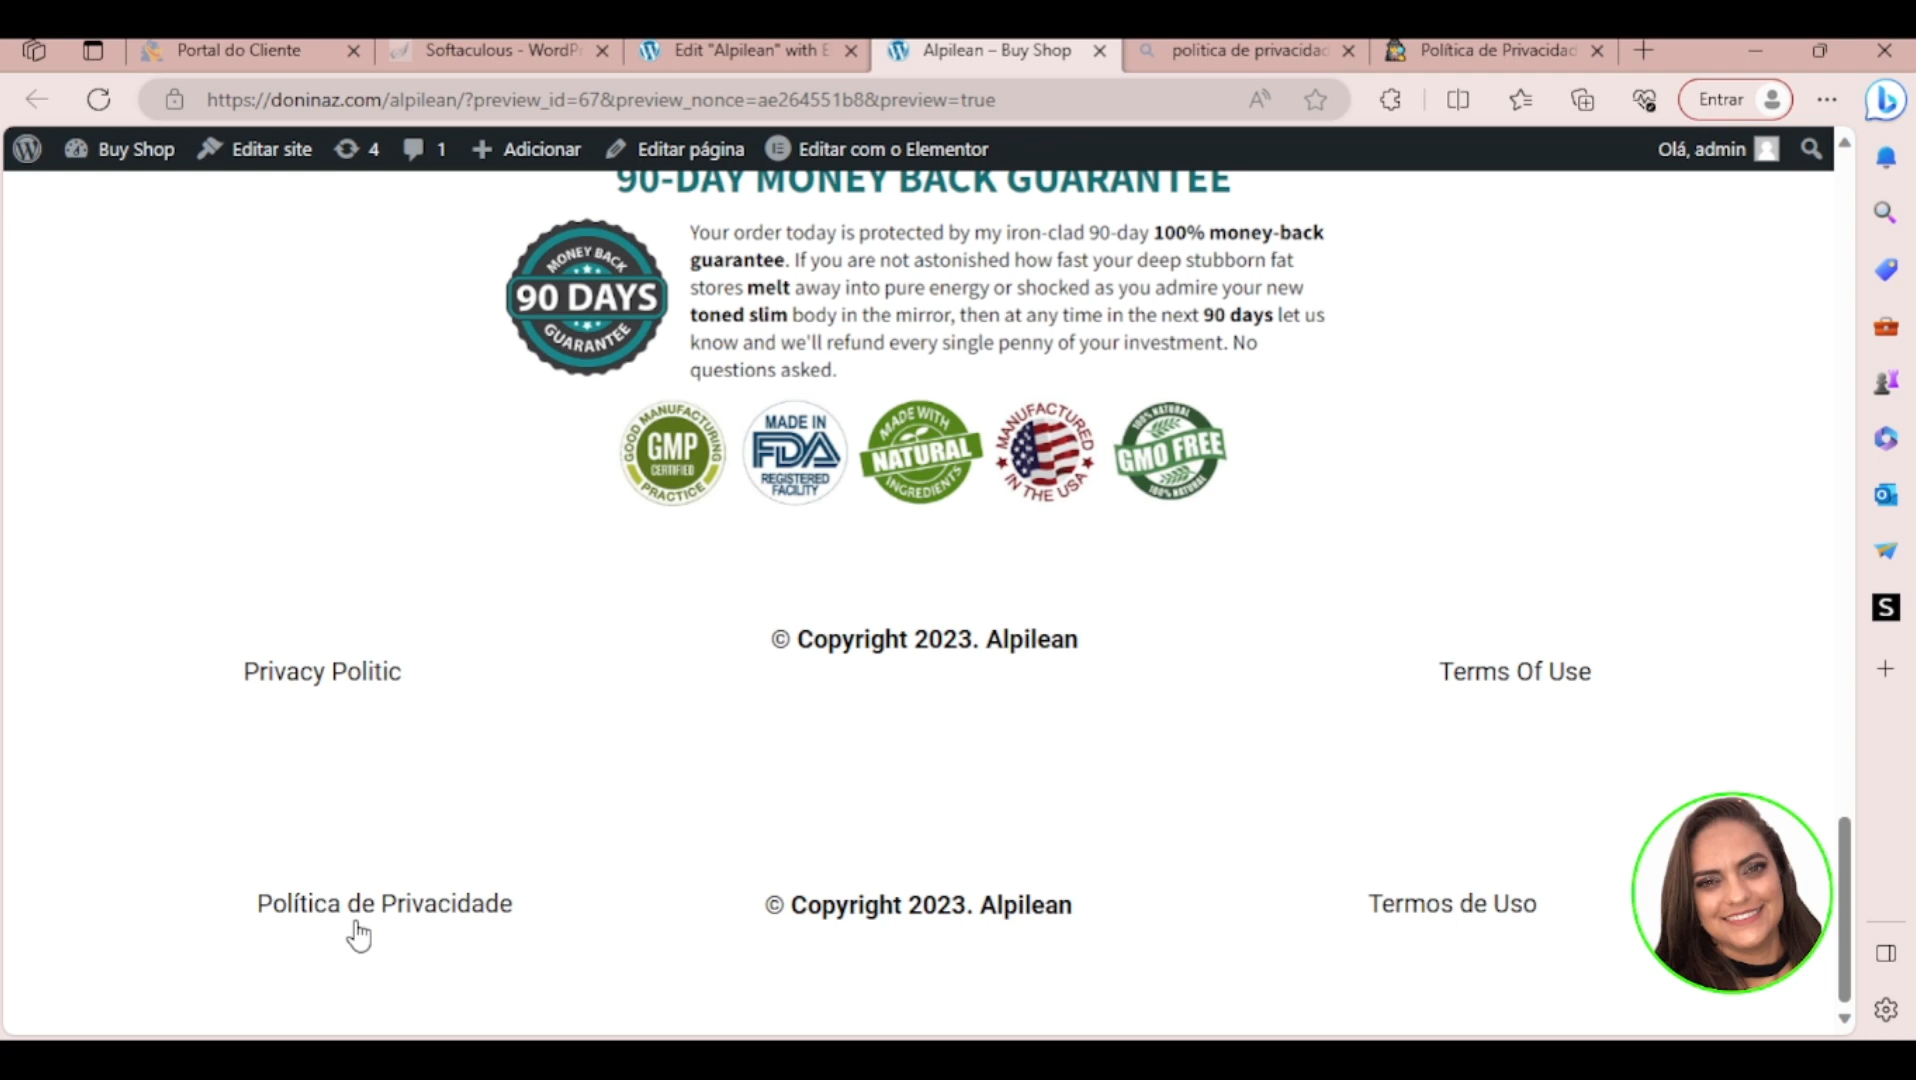 Portal do Cliente
Softaculous - WordPr
Edit "Alpilean" with E
Alpilean – Buy Shop
politica de privacidac
Política de Privacidad
https://doninaz.com/alpilean/?preview_id=67&preview_nonce=ae264551b8&preview=true
Entrar
Buy Shop
Editar site
4
1
Adicionar
Editar página
Editar com o Elementor
Olá, admin
90-DAY MONEY BACK GUARANTEE
MONEY BACK
90 DAYS
GUARANTEE
Your order today is protected by my iron-clad 90-day 100% money-back
guarantee. If you are not astonished how fast your deep stubborn fat
stores melt away into pure energy or shocked as you admire your new
toned slim body in the mirror, then at any time in the next 90 days let us
know and we'll refund every single penny of your investment. No
questions asked.
GOOD MANUFACTURING
GMP
CERTIFIED
PRACTICE
MADE IN
FDA
REGISTERED
FACILITY
MADE WITH
NATURAL
INGREDIENTS
MANUFACTURED
IN THE USA
100% NATURAL
GMO FREE
100% NATURAL
© Copyright 2023. Alpilean
Privacy Politic
Terms Of Use
Política de Privacidade
© Copyright 2023. Alpilean
Termos de Uso